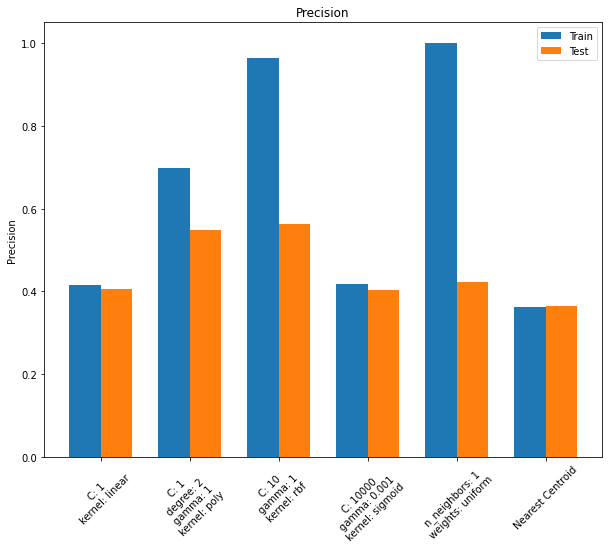 Precision
Train
Test
Precision
1.0
0.8
0.6
0.4
0.2
0.0
C: 1
kernel: linear
C: 1
degree: 2
gamma: 1
kernel: poly
C: 10
gamma: 1
kernel: rbf
C: 10000
gamma: 0.001
kernel: sigmoid
n_neighbors: 1
weights: uniform
Nearest Centroid